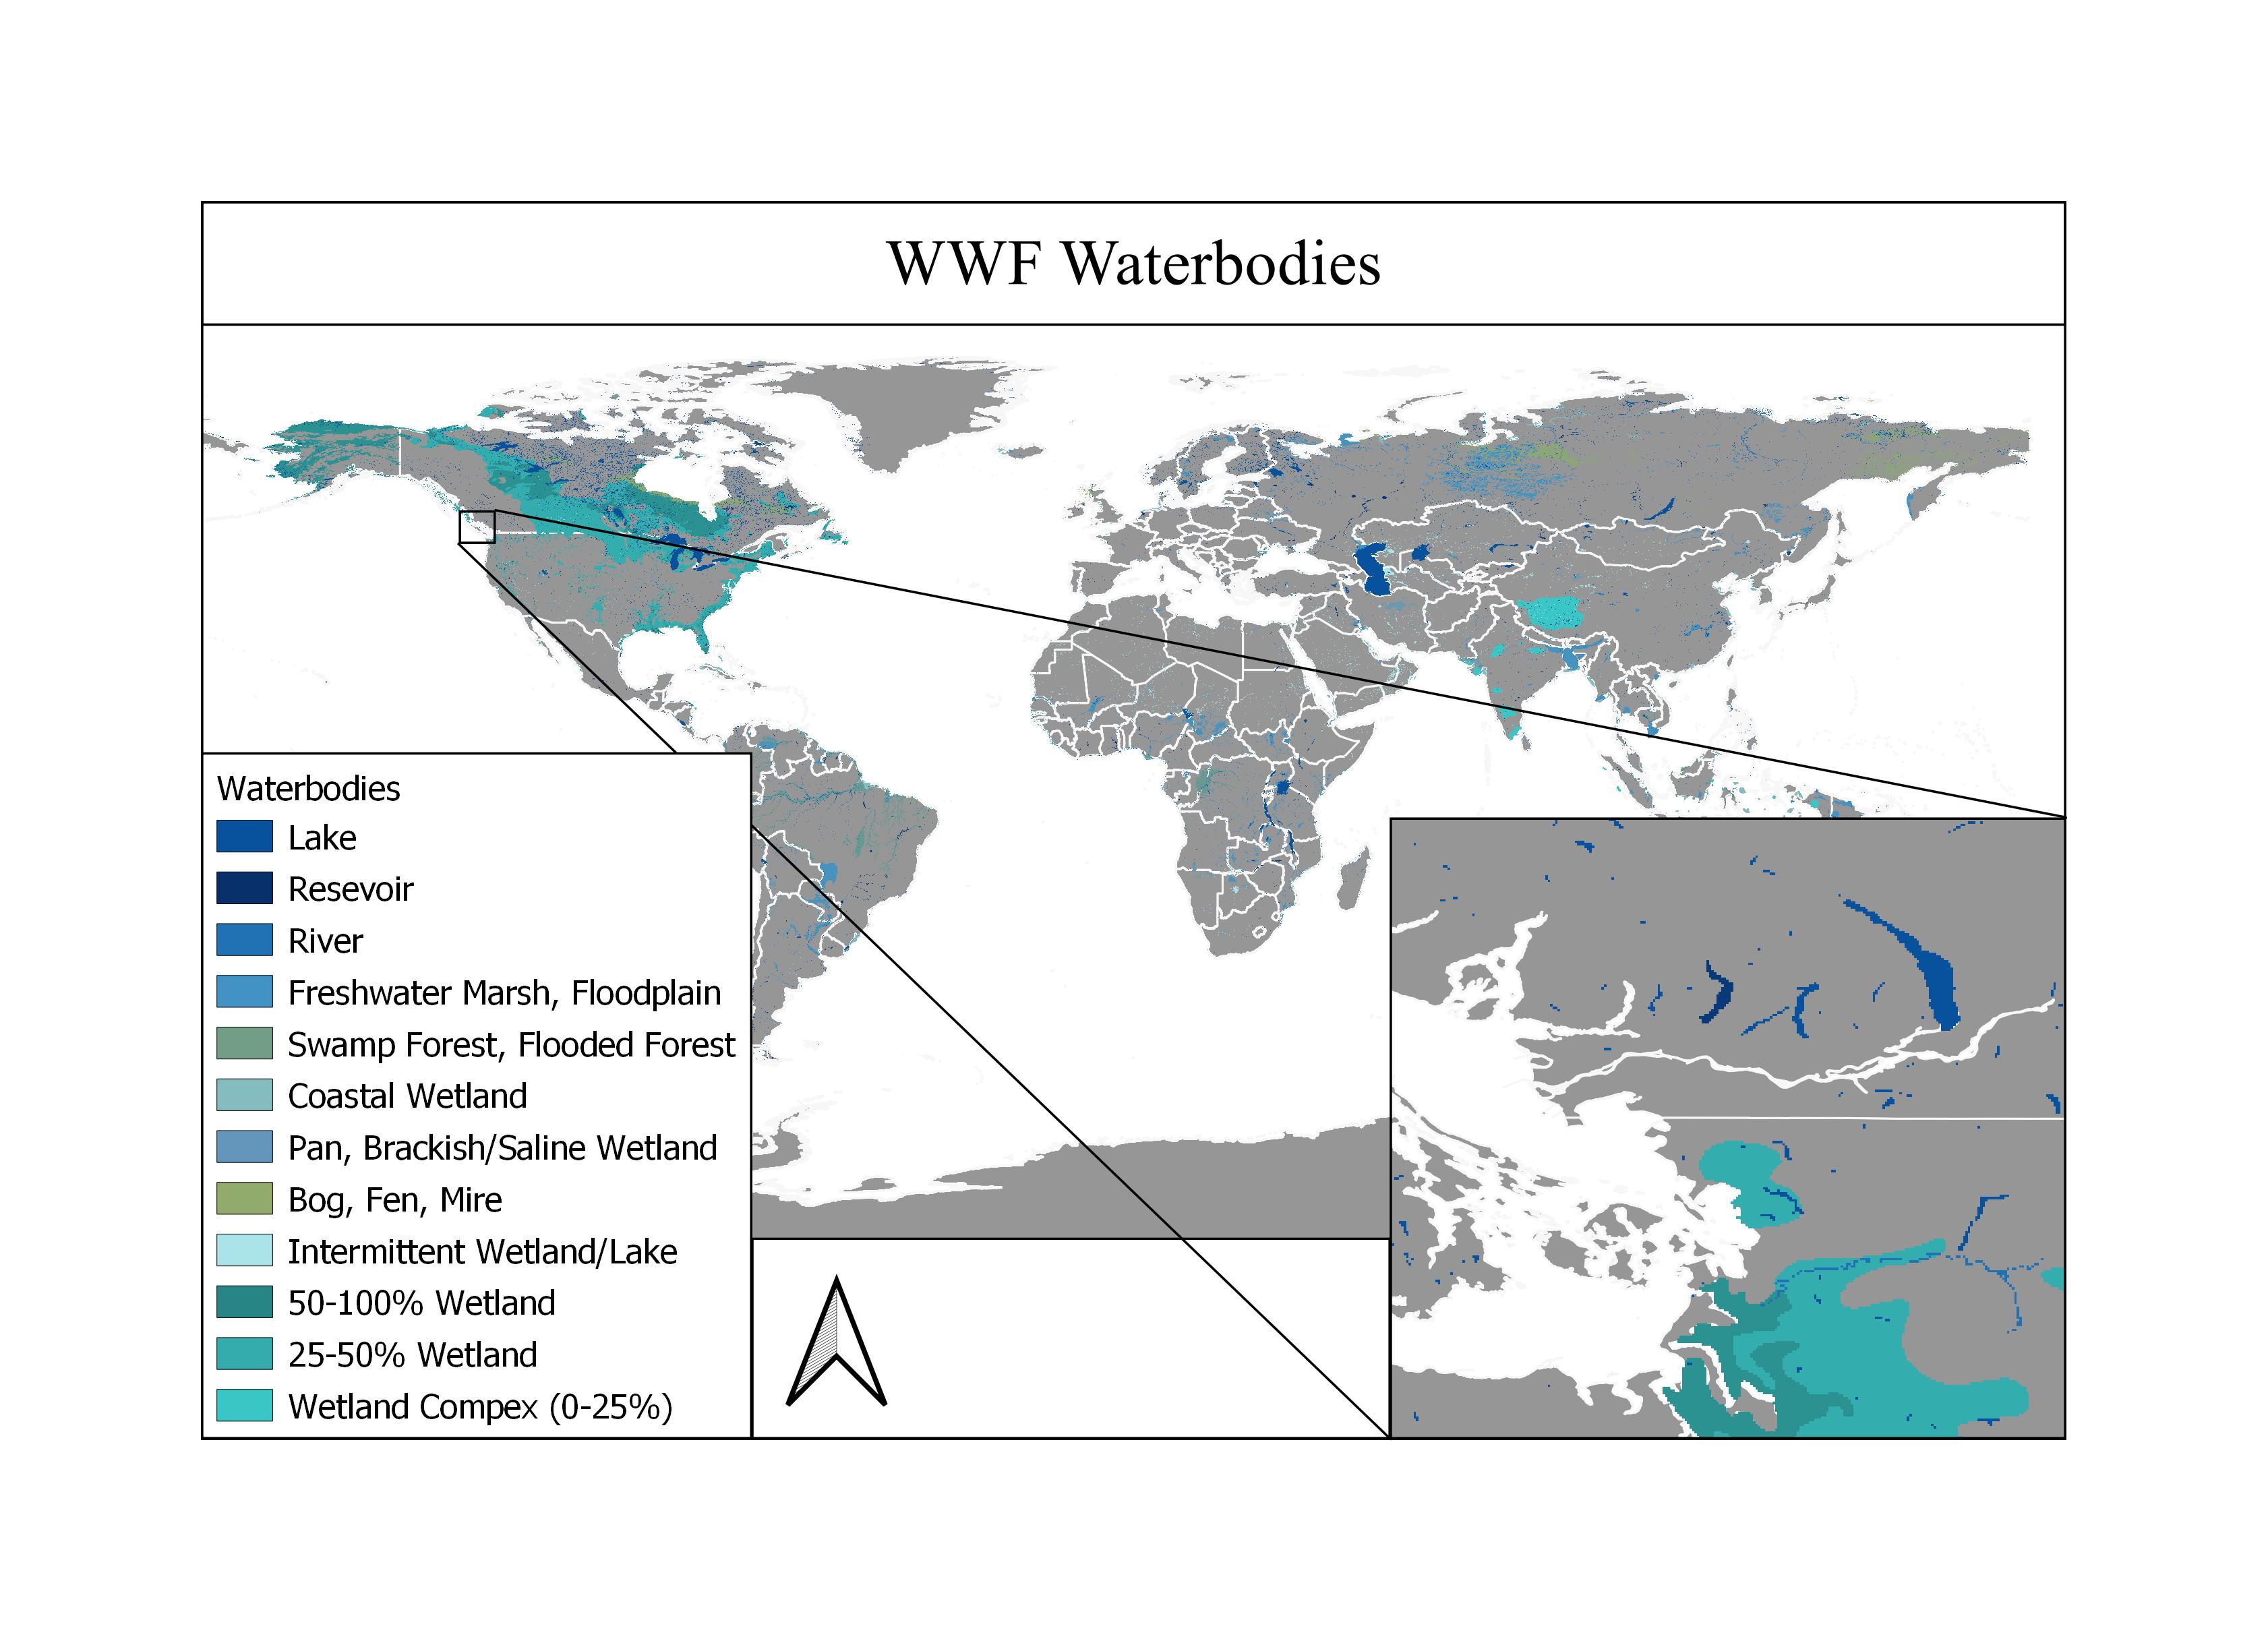 WWF Waterbodies
Waterbodies
Lake
Resevoir
River
Freshwater Marsh, Floodplain
Swamp Forest, Flooded Forest
Coastal Wetland
Pan, Brackish/Saline Wetland
Bog, Fen, Mire
Intermittent Wetland/Lake
50-100% Wetland
25-50% Wetland
Wetland Compex (0-25%)